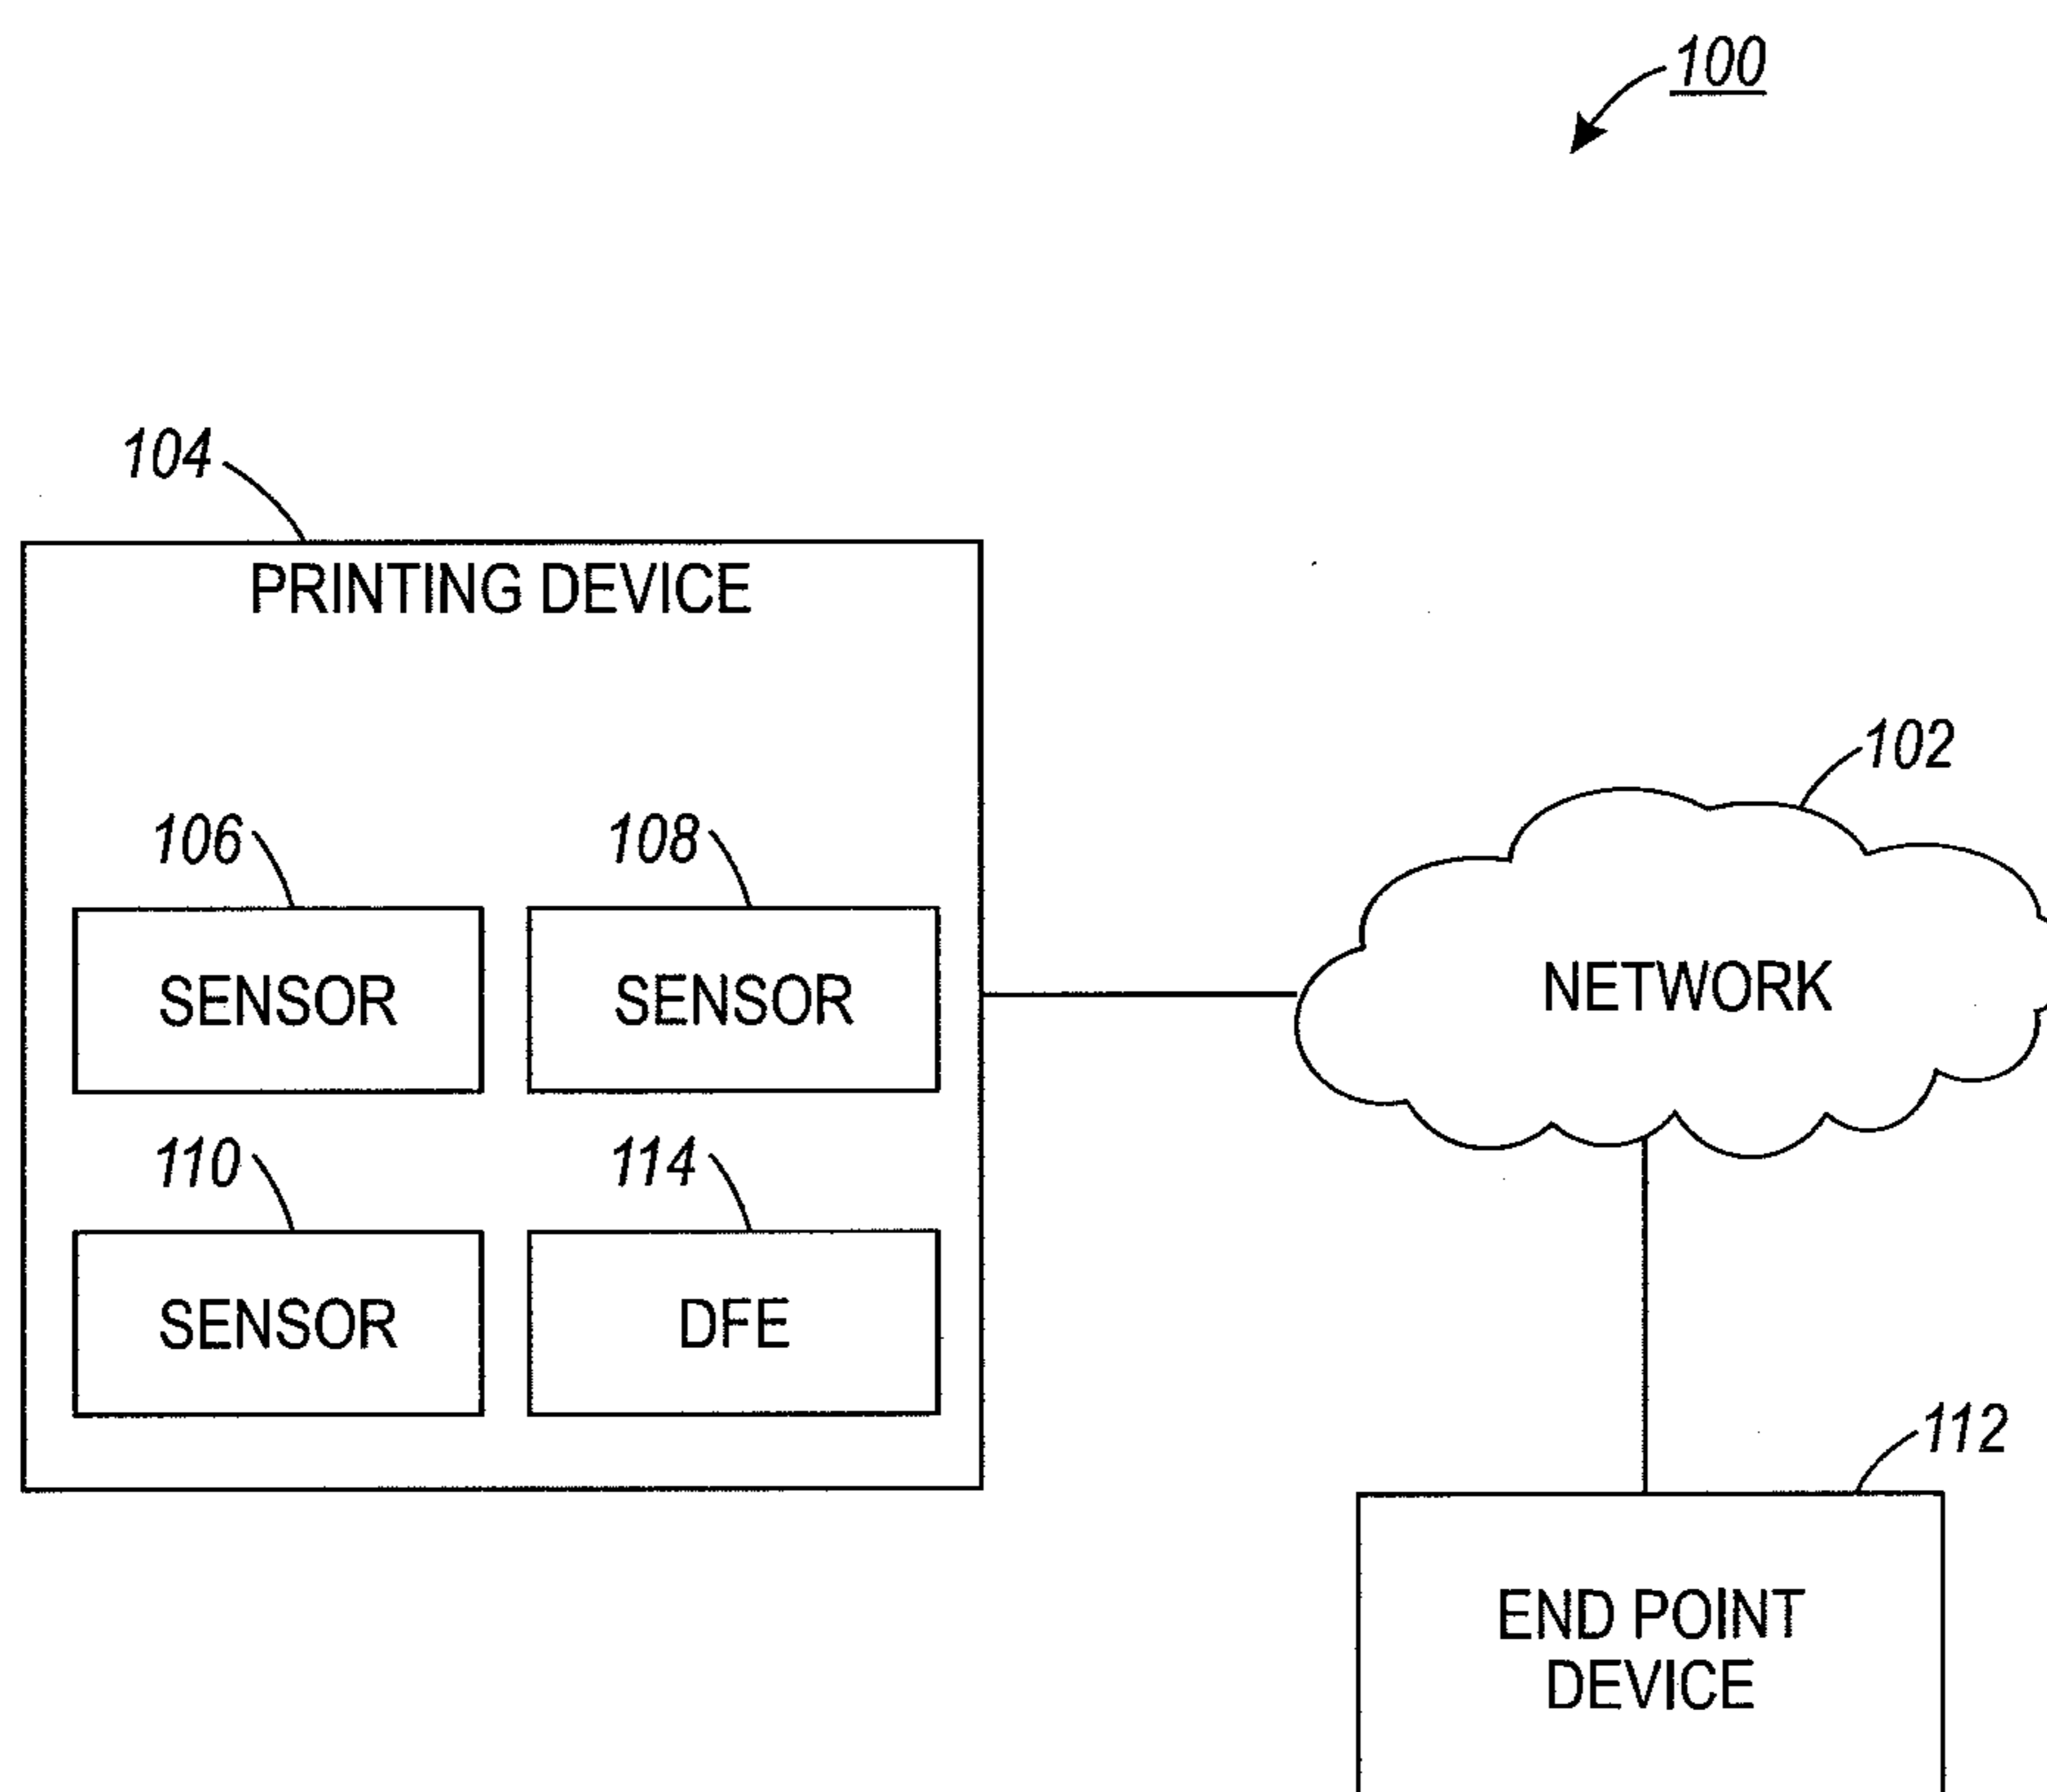 100
104
PRINTING DEVICE
102
106
108
SENSOR
SENSOR
NETWORK
110
114
SENSOR
DFE
112
END POINT
DEVICE